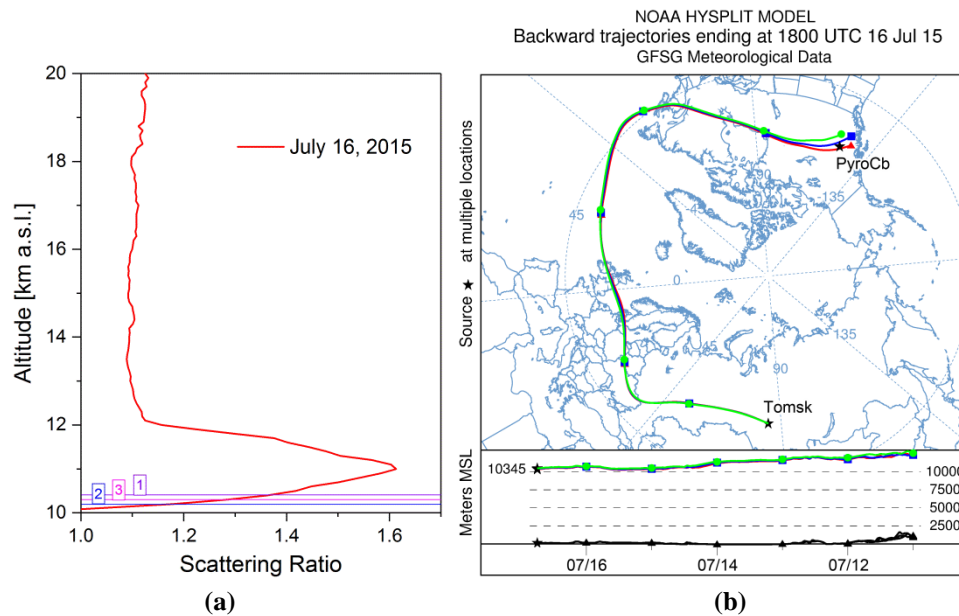 20
18
16
14
12
10
Altitude [km a.s.l.]
July 16, 2015
2
3
1
1.0
1.2
1.4
1.6
Scattering Ratio
(a)
NOAA HYSPLIT MODEL
Backward trajectories ending at 1800 UTC 16 Jul 15
GFSG Meteorological Data
Source ★ at multiple locations
PyroCb
-90
-135
-45
45
0
45
135
90
Tomsk
Meters MSL
10345
10000
7500
5000
2500
07/16
07/14
07/12
(b)